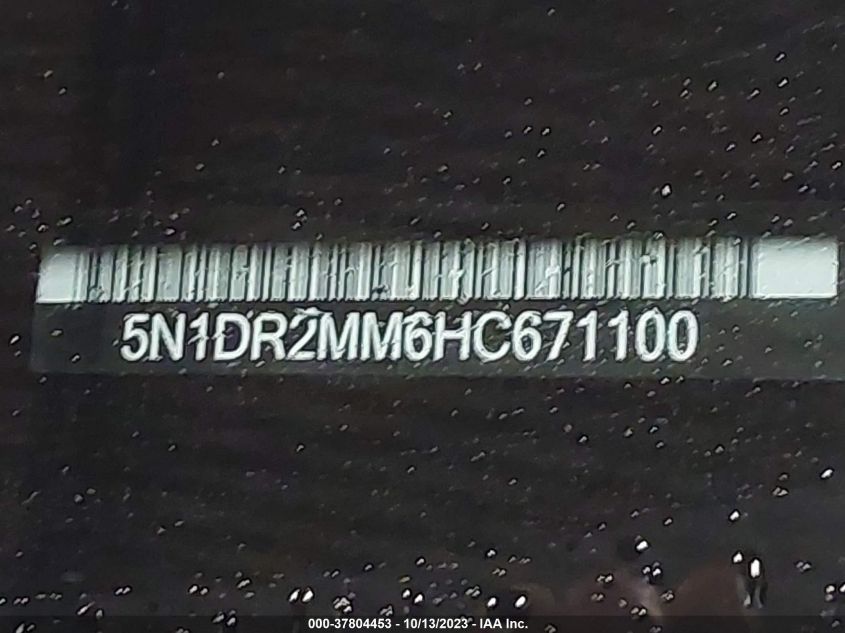 5N1DR2MM6HC671100
000-37804453 - 10/13/2023 - IAA Inc.